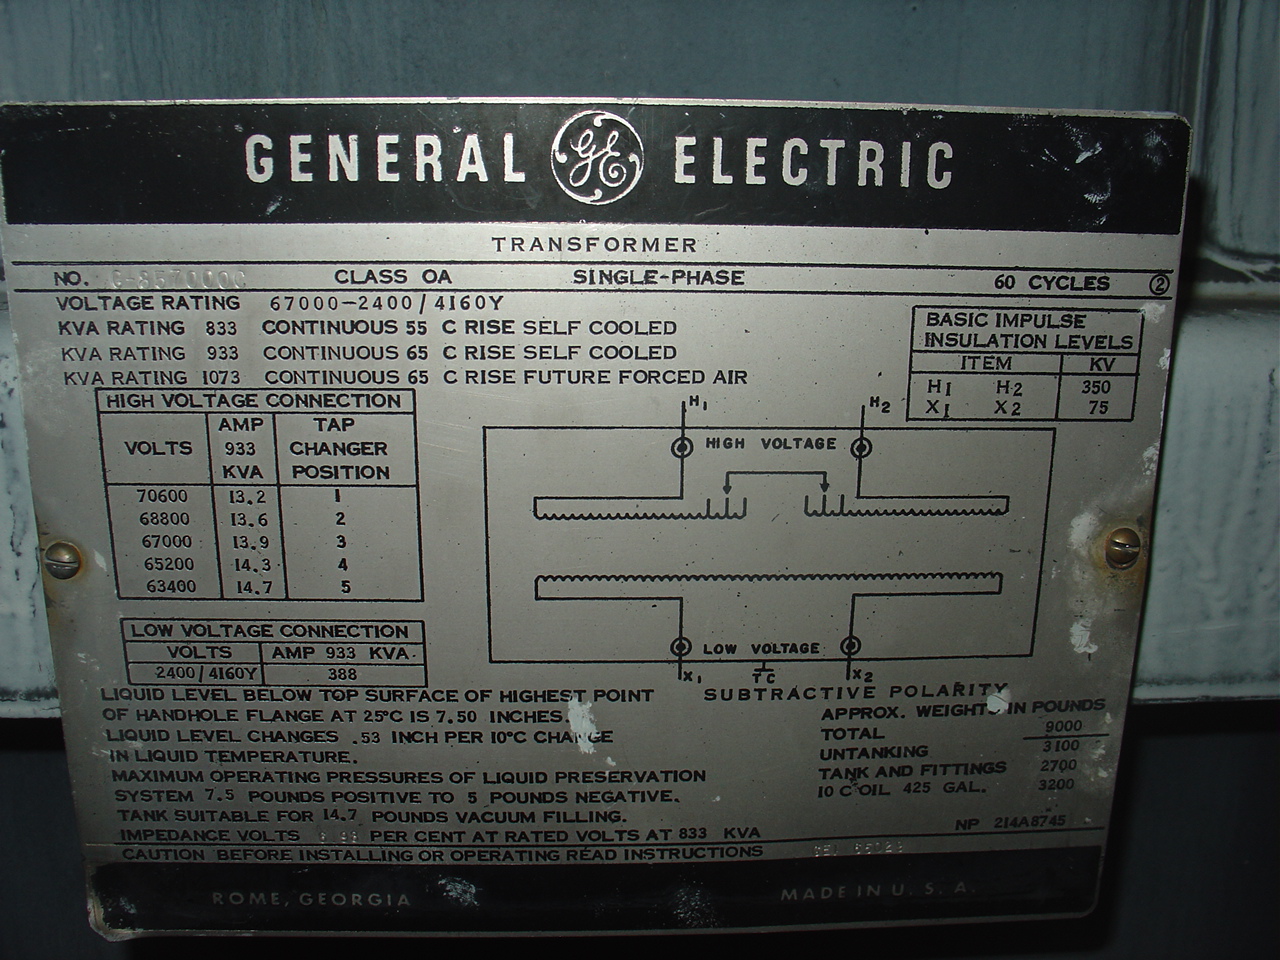 GENERAL GE ELECTRIC
TRANSFORMER
NO. CLASS OA SINGLE-PHASE 60 CYCLES 2
VOLTAGE RATING 67000-2400/4160Y
KVA RATING 833 CONTINUOUS 55 C RISE SELF COOLED
KVA RATING 933 CONTINUOUS 65 C RISE SELF COOLED
KVA RATING 1073 CONTINUOUS 65 C RISE FUTURE FORCED AIR
BASIC IMPULSE
INSULATION LEVELS
ITEM KV
H1 H2 350
X1 X2 75
HIGH VOLTAGE CONNECTION
VOLTS AMP 933 KVA TAP CHANGER POSITION
70600 13.2 1
68800 13.6 2
67000 13.9 3
65200 14.3 4
63400 14.7 5
H1 H2
HIGH VOLTAGE
LOW VOLTAGE
X1 TC X2
SUBTRACTIVE POLARITY
LOW VOLTAGE CONNECTION
VOLTS AMP 933 KVA
2400/4160Y 388
LIQUID LEVEL BELOW TOP SURFACE OF HIGHEST POINT
OF HANDHOLE FLANGE AT 25°C IS 7.50 INCHES.
LIQUID LEVEL CHANGES .53 INCH PER 10°C CHANGE
IN LIQUID TEMPERATURE.
MAXIMUM OPERATING PRESSURES OF LIQUID PRESERVATION
SYSTEM 7.5 POUNDS POSITIVE TO 5 POUNDS NEGATIVE.
TANK SUITABLE FOR 14.7 POUNDS VACUUM FILLING.
IMPEDANCE VOLTS PER CENT AT RATED VOLTS AT 833 KVA
CAUTION BEFORE INSTALLING OR OPERATING READ INSTRUCTIONS
APPROX. WEIGHTS IN POUNDS
TOTAL 9000
UNTANKING 3100
TANK AND FITTINGS 2700
10 C OIL 425 GAL. 3200
NP 214A8745
ROME, GEORGIA MADE IN U.S.A.